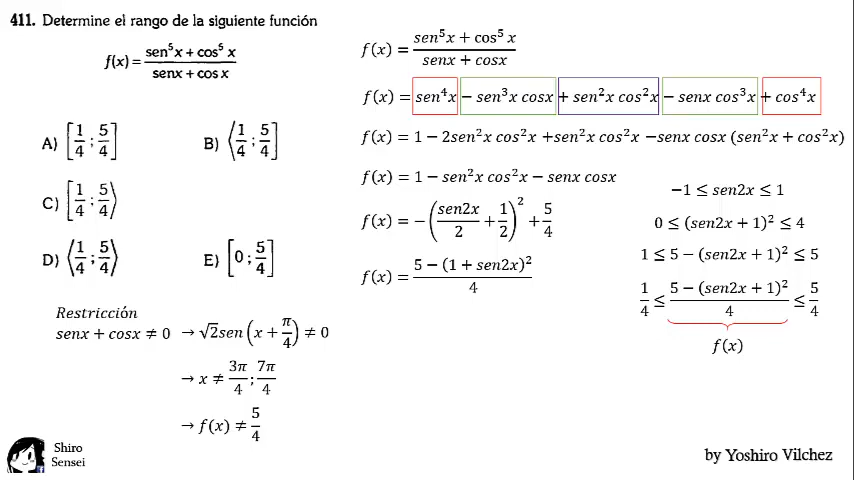 411. Determine el rango de la siguiente función
f(x) = (sen⁵x + cos⁵ x)/(senx + cos x)
A) [1/4 ; 5/4]
B) ⟨1/4 ; 5/4]
C) [1/4 ; 5/4⟩
D) ⟨1/4 ; 5/4⟩
E) [0 ; 5/4]
Restricción
senx + cosx ≠ 0 → √2sen(x + π/4) ≠ 0
→ x ≠ 3π/4 ; 7π/4
→ f(x) ≠ 5/4
f(x) = (sen⁵x + cos⁵ x)/(senx + cosx)
f(x) = sen⁴x − sen³x cosx + sen²x cos²x − senx cos³x + cos⁴x
f(x) = 1 − 2sen²x cos²x +sen²x cos²x −senx cosx (sen²x + cos²x)
f(x) = 1 − sen²x cos²x − senx cosx
f(x) = −(sen2x/2 + 1/2)² + 5/4
f(x) = (5 − (1 + sen2x)²)/4
−1 ≤ sen2x ≤ 1
0 ≤ (sen2x + 1)² ≤ 4
1 ≤ 5 − (sen2x + 1)² ≤ 5
1/4 ≤ (5 − (sen2x + 1)²)/4 ≤ 5/4
f(x)
Shiro
Sensei
by Yoshiro Vilchez